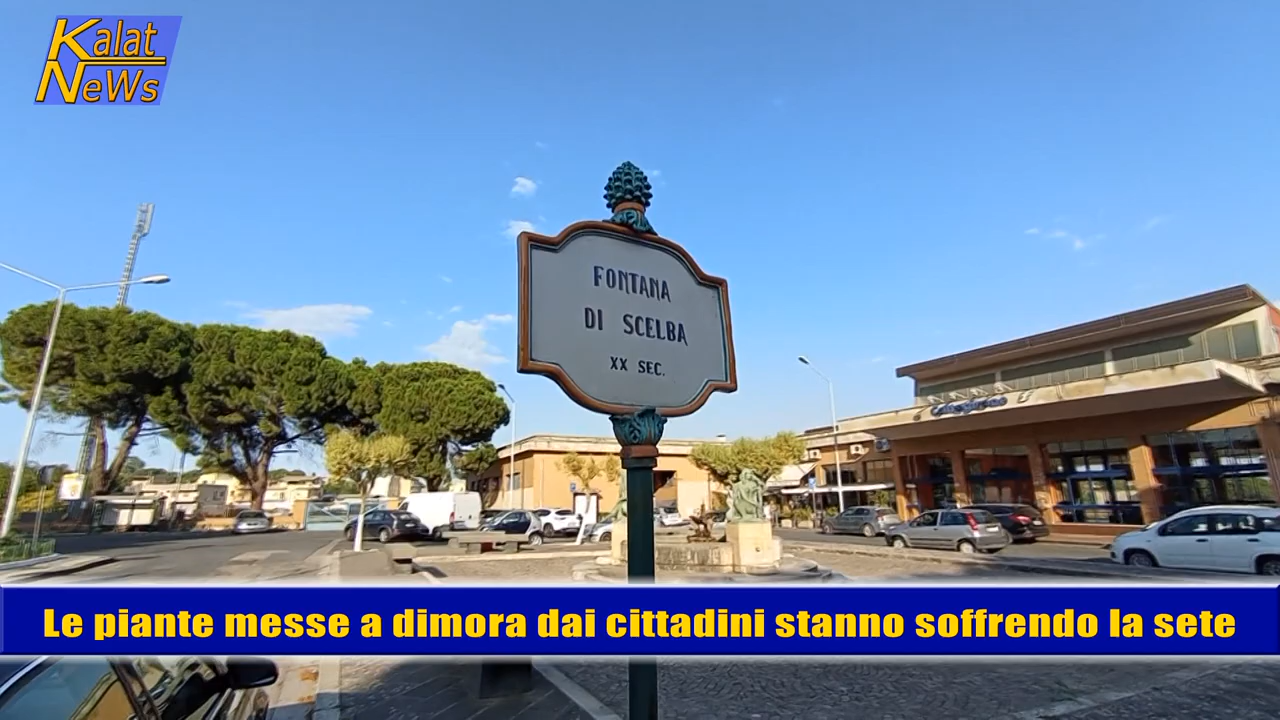 Kalat
NeWs
FONTANA
DI SCELBA
XX SEC.
Le piante messe a dimora dai cittadini stanno soffrendo la sete